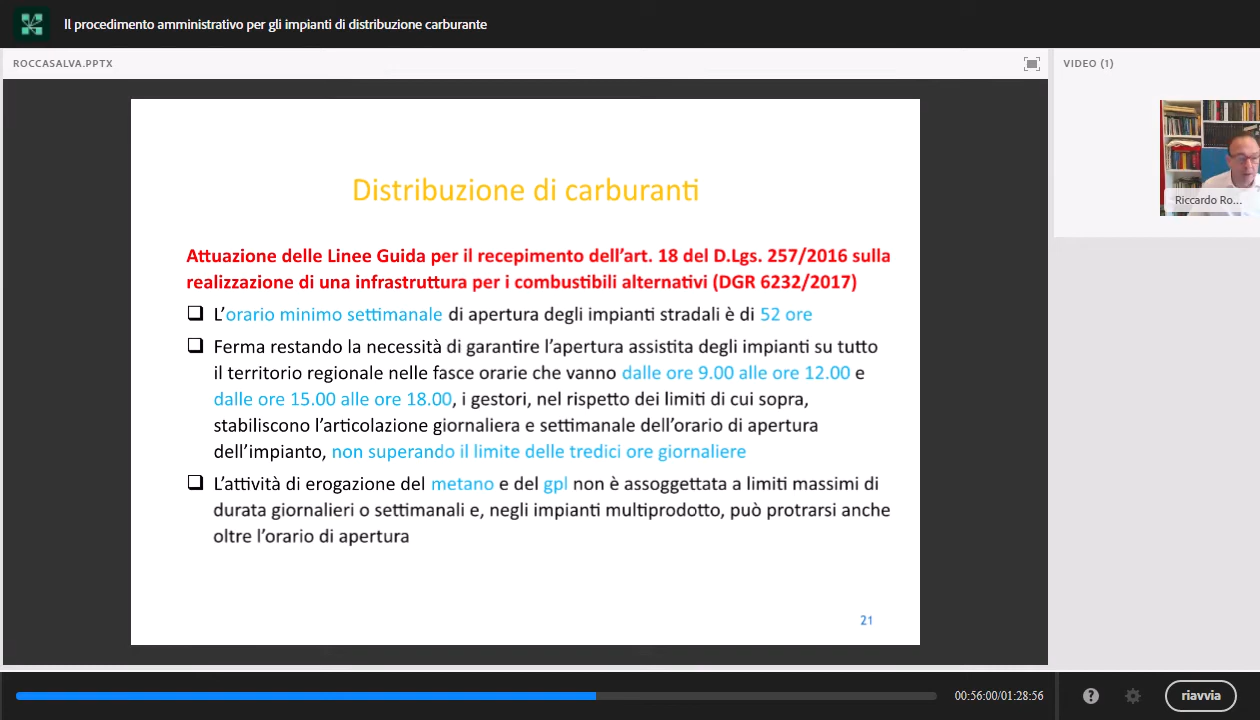 Il procedimento amministrativo per gli impianti di distribuzione carburante
ROCCASALVA.PPTX
VIDEO (1)
Riccardo Ro...
Distribuzione di carburanti
Attuazione delle Linee Guida per il recepimento dell'art. 18 del D.Lgs. 257/2016 sulla
realizzazione di una infrastruttura per i combustibili alternativi (DGR 6232/2017)
L'orario minimo settimanale di apertura degli impianti stradali è di 52 ore
Ferma restando la necessità di garantire l'apertura assistita degli impianti su tutto
il territorio regionale nelle fasce orarie che vanno dalle ore 9.00 alle ore 12.00 e
dalle ore 15.00 alle ore 18.00, i gestori, nel rispetto dei limiti di cui sopra,
stabiliscono l'articolazione giornaliera e settimanale dell'orario di apertura
dell'impianto, non superando il limite delle tredici ore giornaliere
L'attività di erogazione del metano e del gpl non è assoggettata a limiti massimi di
durata giornalieri o settimanali e, negli impianti multiprodotto, può protrarsi anche
oltre l'orario di apertura
21
00:56:00/01:28:56
riavvia